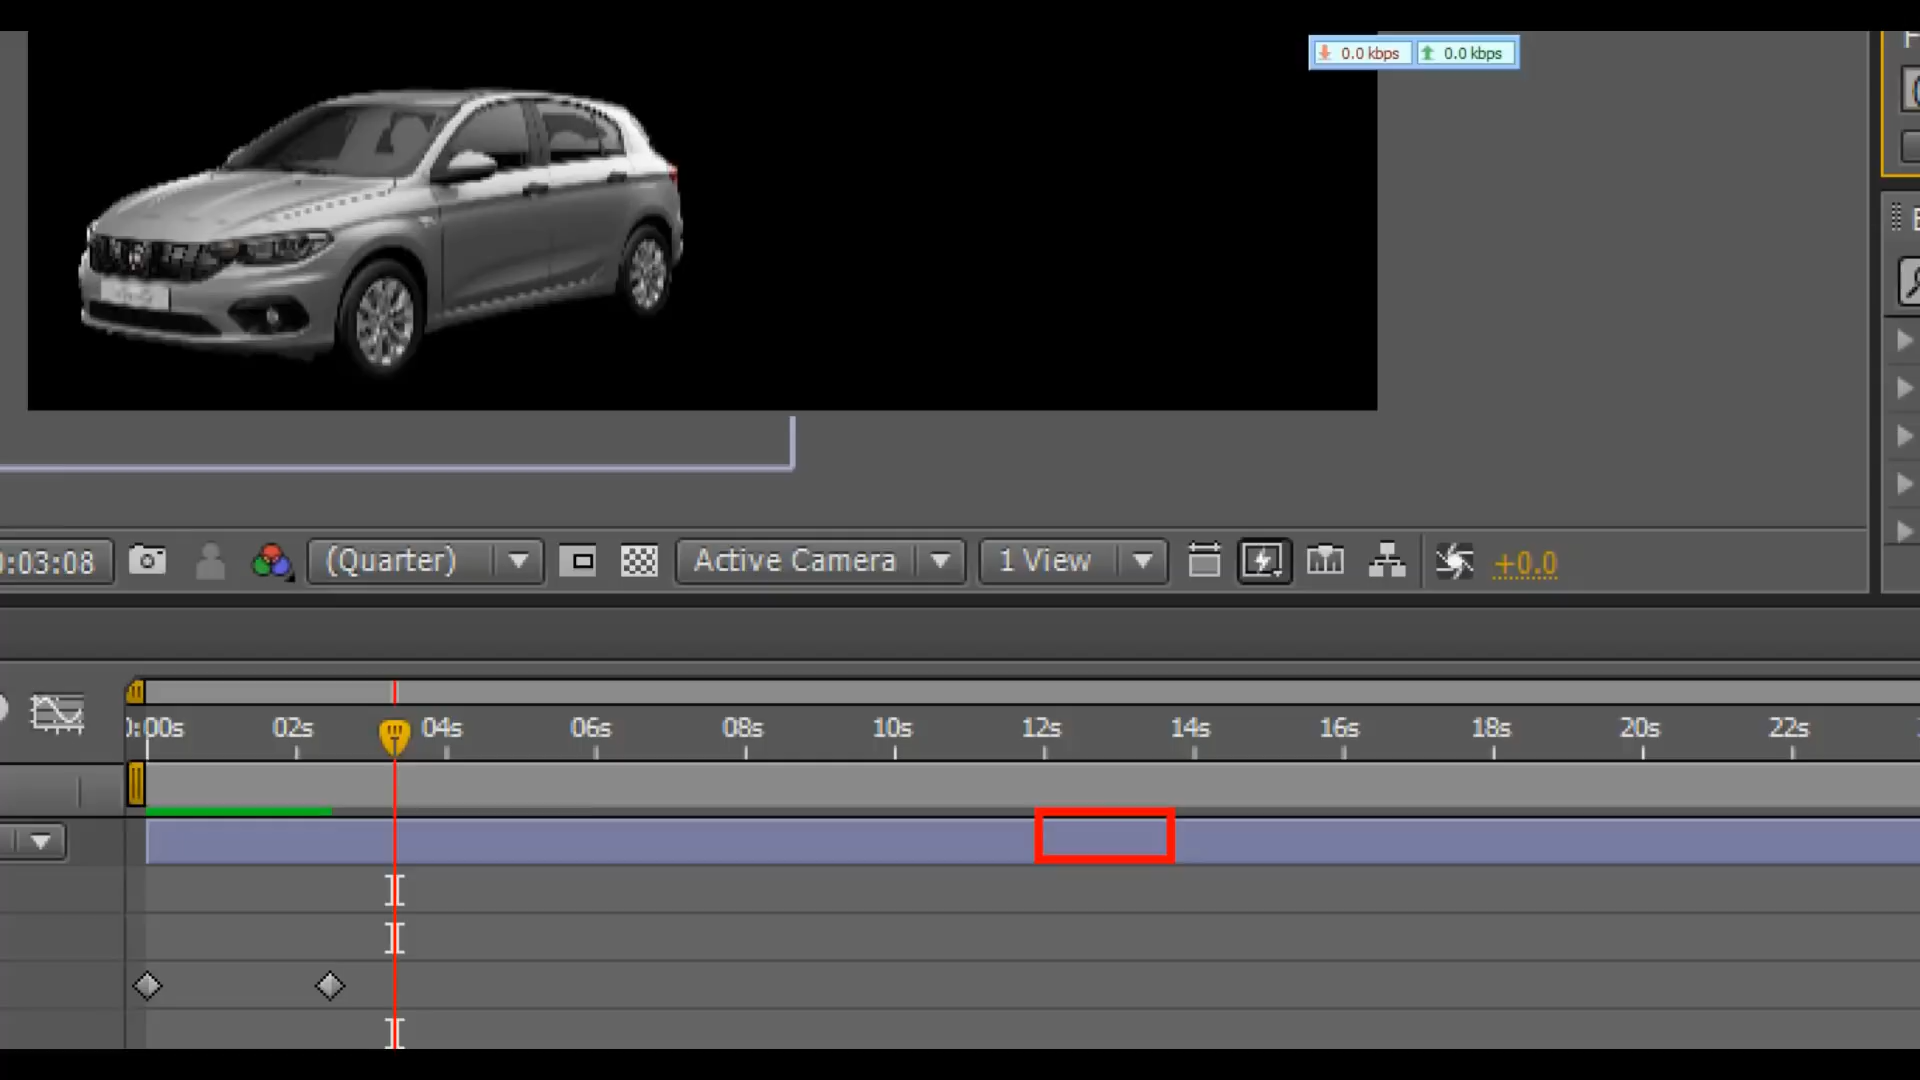 0.0 kbps 0.0 kbps
0:03:08 (Quarter) Active Camera 1 View +0.0
0:00s 02s 04s 06s 08s 10s 12s 14s 16s 18s 20s 22s